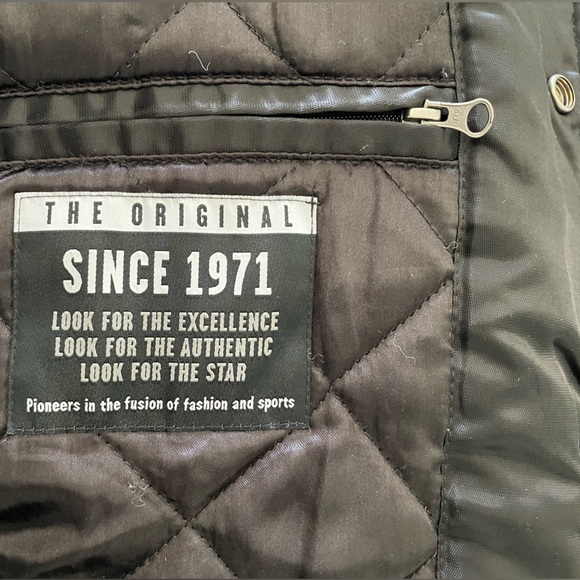 THE ORIGINAL
SINCE 1971
LOOK FOR THE EXCELLENCE
LOOK FOR THE AUTHENTIC
LOOK FOR THE STAR
Pioneers in the fusion of fashion and sports